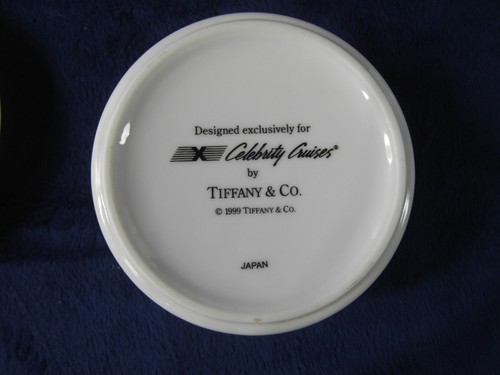 Designed exclusively for
X Celebrity Cruises®
by
TIFFANY & CO.
© 1999 TIFFANY & CO.
JAPAN